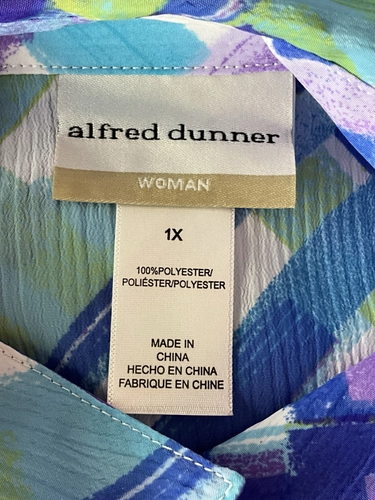 alfred dunner
WOMAN
1X
100%POLYESTER/
POLIÉSTER/POLYESTER
MADE IN
CHINA
HECHO EN CHINA
FABRIQUE EN CHINE